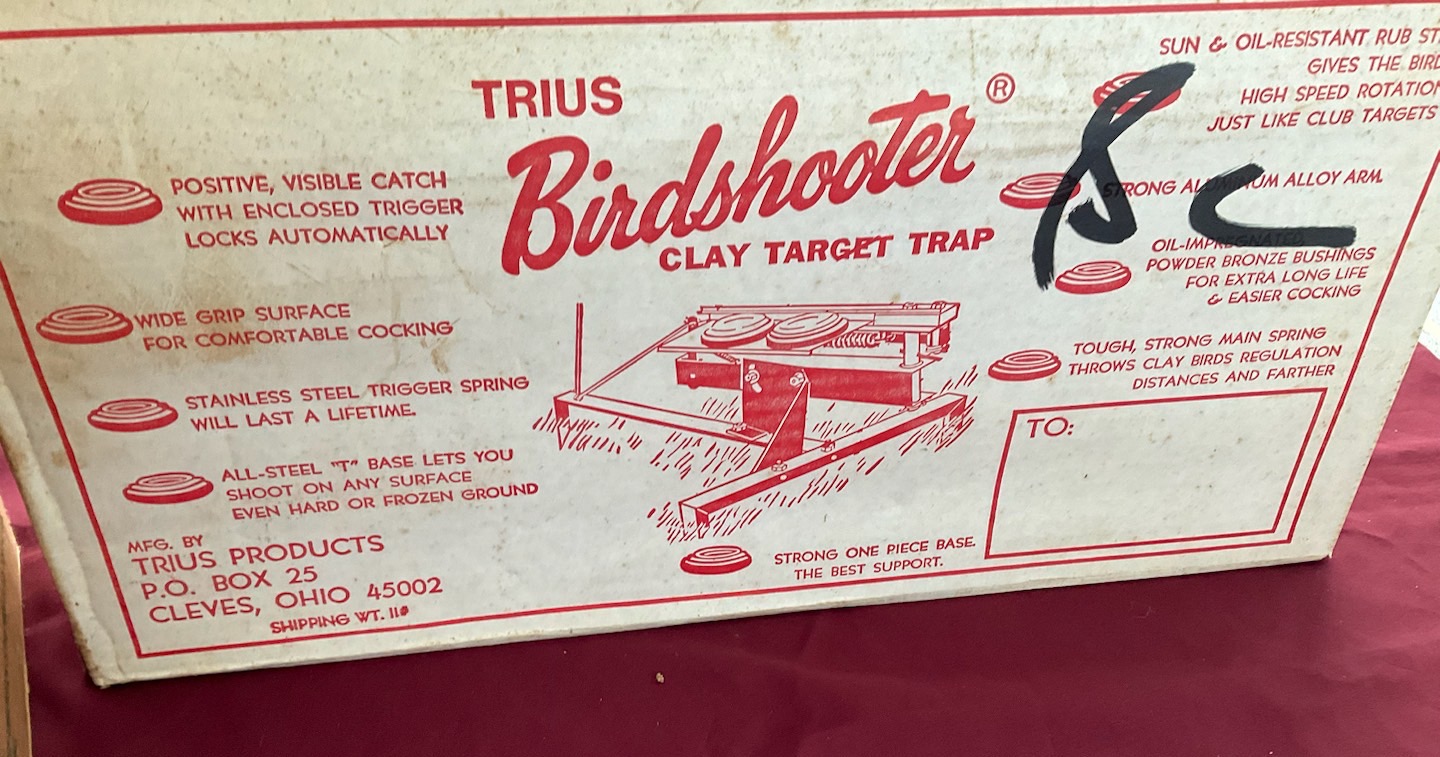 TRIUS
Birdshooter ®
CLAY TARGET TRAP
POSITIVE, VISIBLE CATCH
WITH ENCLOSED TRIGGER
LOCKS AUTOMATICALLY
WIDE GRIP SURFACE
FOR COMFORTABLE COCKING
STAINLESS STEEL TRIGGER SPRING
WILL LAST A LIFETIME.
ALL-STEEL "T" BASE LETS YOU
SHOOT ON ANY SURFACE
EVEN HARD OR FROZEN GROUND
MFG. BY
TRIUS PRODUCTS
P.O. BOX 25
CLEVES, OHIO 45002
SHIPPING WT. 11#
STRONG ONE PIECE BASE.
THE BEST SUPPORT.
SUN & OIL-RESISTANT RUB
GIVES THE
HIGH SPEED ROTATION
JUST LIKE CLUB TARGETS
STRONG ALUMINUM ALLOY ARM.
OIL-IMPREGNATED
POWDER BRONZE BUSHINGS
FOR EXTRA LONG LIFE
& EASIER COCKING
TOUGH, STRONG MAIN SPRING
THROWS CLAY BIRDS REGULATION
DISTANCES AND FARTHER
TO: